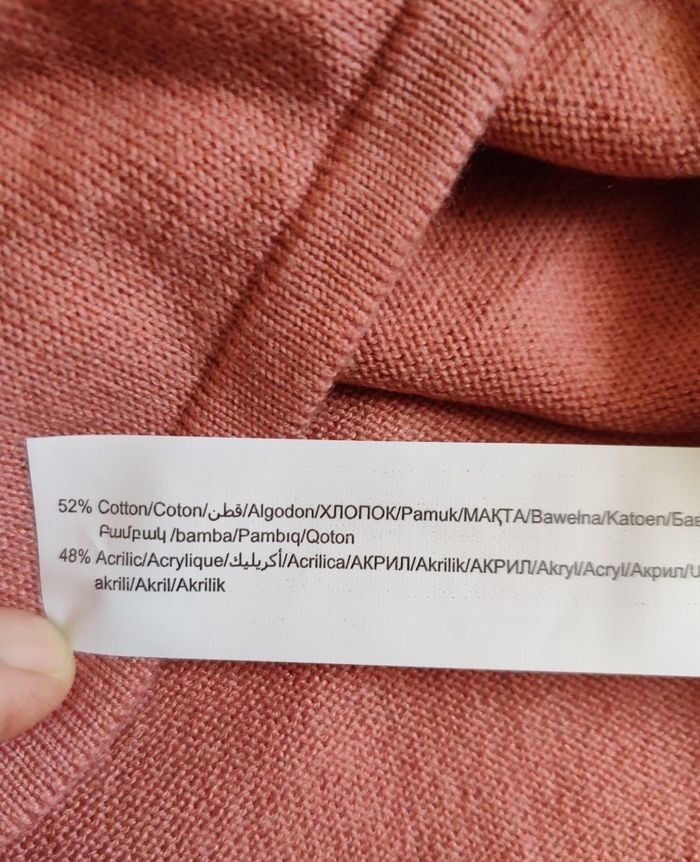 52% Cotton/Coton/قطن/Algodon/ХЛОПОК/Pamuk/МАҚТА/Bawełna/Katoen/Бав
Բամբակ /bamba/Pambıq/Qoton
48% Acrilic/Acrylique/أكريليك/Acrilica/АКРИЛ/Akrilik/АКРИЛ/Akryl/Acryl/Акрил/U
akrili/Akril/Akrilik